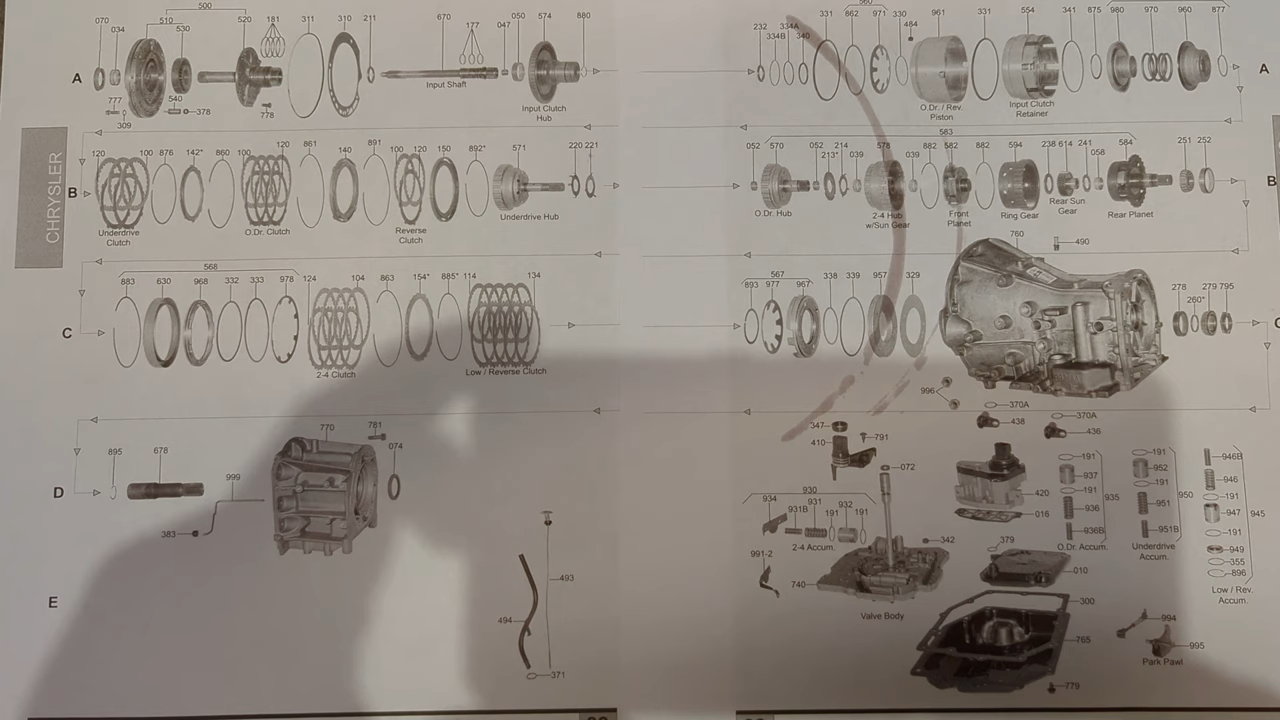 CHRYSLER
500
070 034 510 530 520 181 311 310 211 670 177 047 050 574 880
A
Input Shaft
Input Clutch
Hub
777 309 540 378 778
120 100 876 142* 860 100 120 861 140 891 100 120 150 892* 571 220 221
B
Underdrive
Clutch
O.Dr. Clutch
Reverse
Clutch
Underdrive Hub
568
883 630 968 332 333 978 124 104 863 154* 885* 114 134
C
2-4 Clutch
Low / Reverse Clutch
770 781
895 678 999 074
D
383
E
493
494
371
232 334A 334B 047 340 331 862 971 330 484 961 331 554 341 875 980 970 960 877
A
O.Dr. / Rev.
Piston
Input Clutch
Retainer
583
052 570 052 213* 214 039 578 039 882 582 882 594 238 614 241 058 584 251 252
B
O.Dr. Hub
2-4 Hub
w/Sun Gear
Front
Planet
Ring Gear
Rear Sun
Gear
Rear Planet
760 490
567
893 977 967* 338 339 957 329 278 260* 279 795
996
370A
438
370A
436
347
410
791
072
930
934 931 932
931B 191 191
2-4 Accum.
991-2
740
342
Valve Body
420
016
379
010
300
765
779
191
937
191
936
936B
935
O.Dr. Accum.
191
952
191
951
951B
950
Underdrive
Accum.
946B
946
191
947
191
949
355
896
945
Low / Rev.
Accum.
994
995
Park Pawl